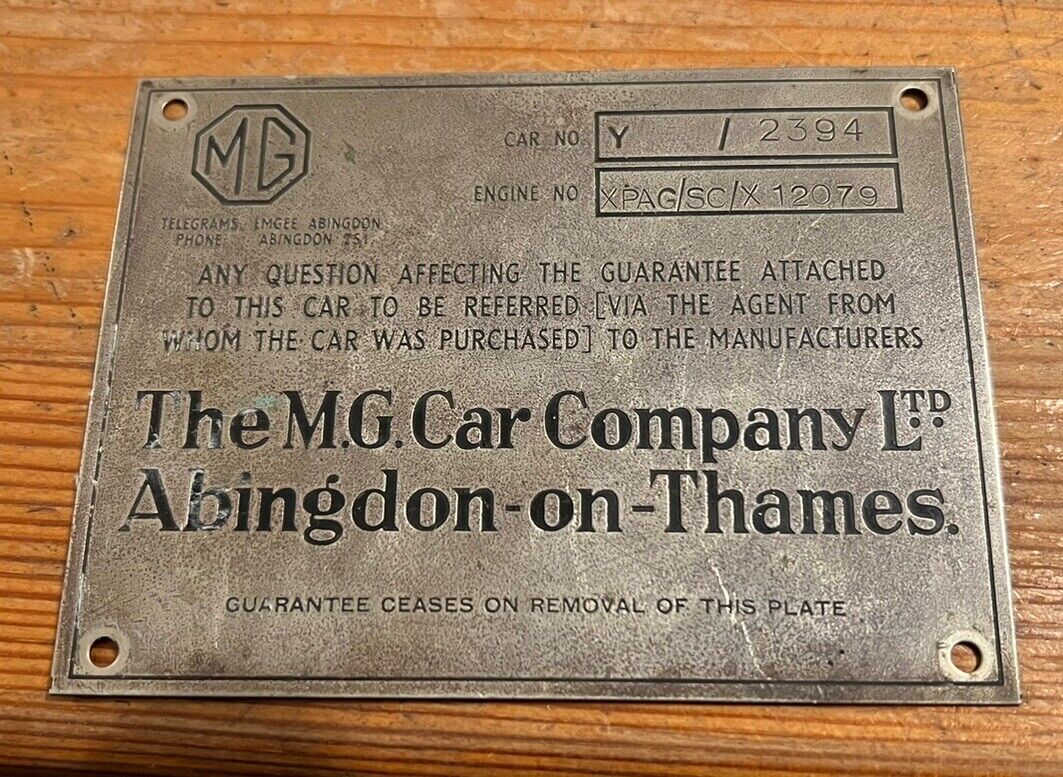 MG
CAR NO Y / 2394
ENGINE NO XPAG/SC/X 12079
TELEGRAMS, EMGEE ABINGDON
PHONE, ABINGDON 251.
ANY QUESTION AFFECTING THE GUARANTEE ATTACHED
TO THIS CAR TO BE REFERRED [VIA THE AGENT FROM
WHOM THE CAR WAS PURCHASED] TO THE MANUFACTURERS
The M.G. Car Company LTD
Abingdon-on-Thames.
GUARANTEE CEASES ON REMOVAL OF THIS PLATE